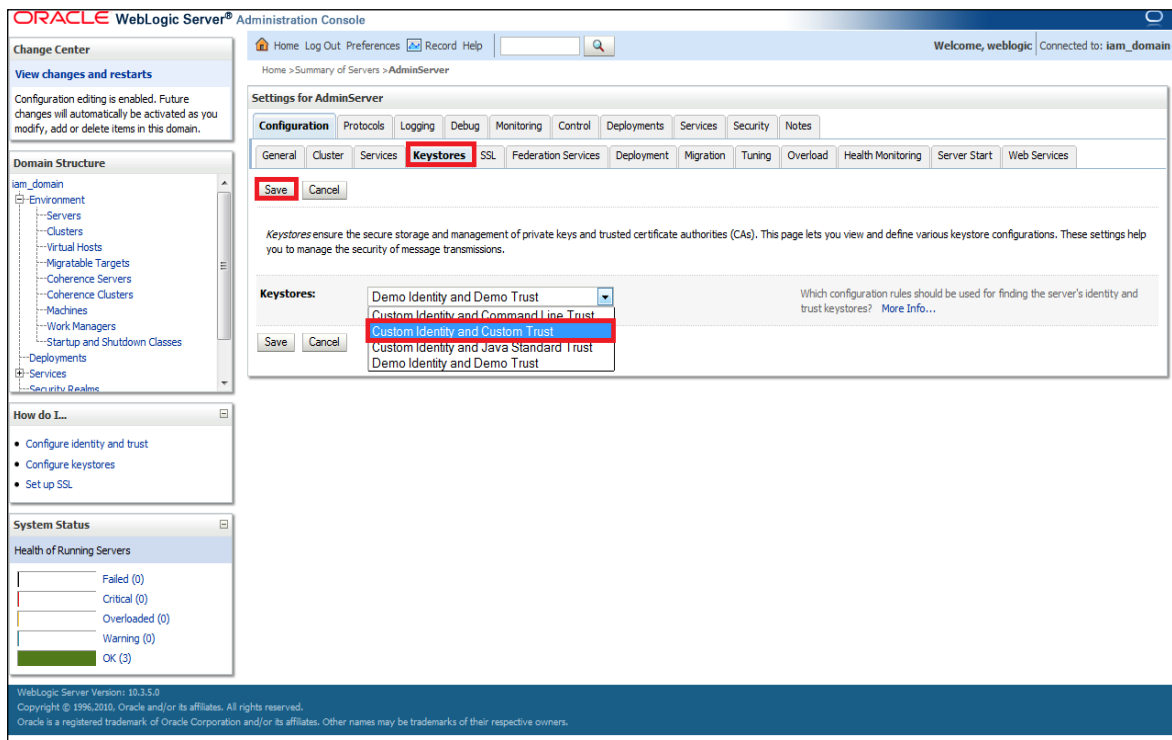 ORACLE WebLogic Server® Administration Console
Change Center
View changes and restarts
Configuration editing is enabled. Future
changes will automatically be activated as you
modify, add or delete items in this domain.
Domain Structure
iam_domain
Environment
Servers
Clusters
Virtual Hosts
Migratable Targets
Coherence Servers
Coherence Clusters
Machines
Work Managers
Startup and Shutdown Classes
Deployments
Services
Security Realms
How do I...
Configure identity and trust
Configure keystores
Set up SSL
System Status
Health of Running Servers
Failed (0)
Critical (0)
Overloaded (0)
Warning (0)
OK (3)
Home Log Out Preferences Record Help
Welcome, weblogic Connected to: iam_domain
Home >Summary of Servers >AdminServer
Settings for AdminServer
Configuration Protocols Logging Debug Monitoring Control Deployments Services Security Notes
General Cluster Services Keystores SSL Federation Services Deployment Migration Tuning Overload Health Monitoring Server Start Web Services
Save Cancel
Keystores ensure the secure storage and management of private keys and trusted certificate authorities (CAs). This page lets you view and define various keystore configurations. These settings help
you to manage the security of message transmissions.
Keystores:
Demo Identity and Demo Trust
Custom Identity and Command Line Trust
Custom Identity and Custom Trust
Custom Identity and Java Standard Trust
Demo Identity and Demo Trust
Which configuration rules should be used for finding the server's identity and
trust keystores? More Info...
Save Cancel
WebLogic Server Version: 10.3.5.0
Copyright © 1996,2010, Oracle and/or its affiliates. All rights reserved.
Oracle is a registered trademark of Oracle Corporation and/or its affiliates. Other names may be trademarks of their respective owners.